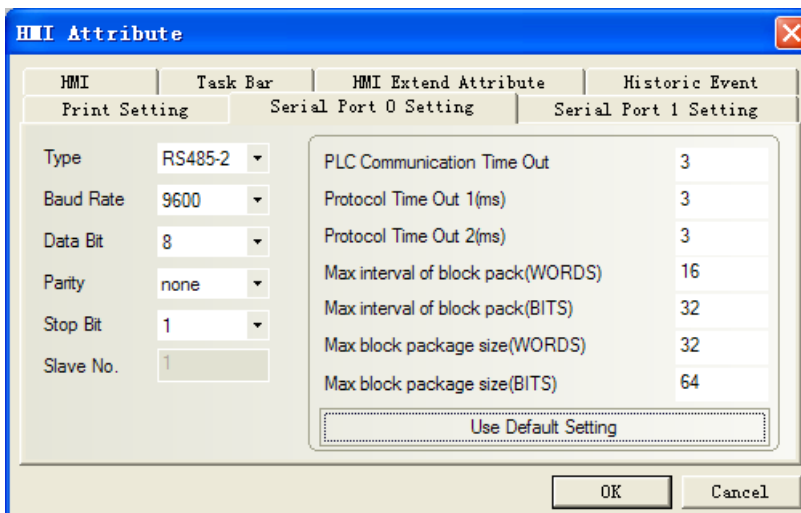 HMI Attribute
HMI Task Bar HMI Extend Attribute Historic Event
Print Setting Serial Port 0 Setting Serial Port 1 Setting
Type RS485-2
Baud Rate 9600
Data Bit 8
Parity none
Stop Bit 1
Slave No. 1
PLC Communication Time Out 3
Protocol Time Out 1(ms) 3
Protocol Time Out 2(ms) 3
Max interval of block pack(WORDS) 16
Max interval of block pack(BITS) 32
Max block package size(WORDS) 32
Max block package size(BITS) 64
Use Default Setting
OK Cancel